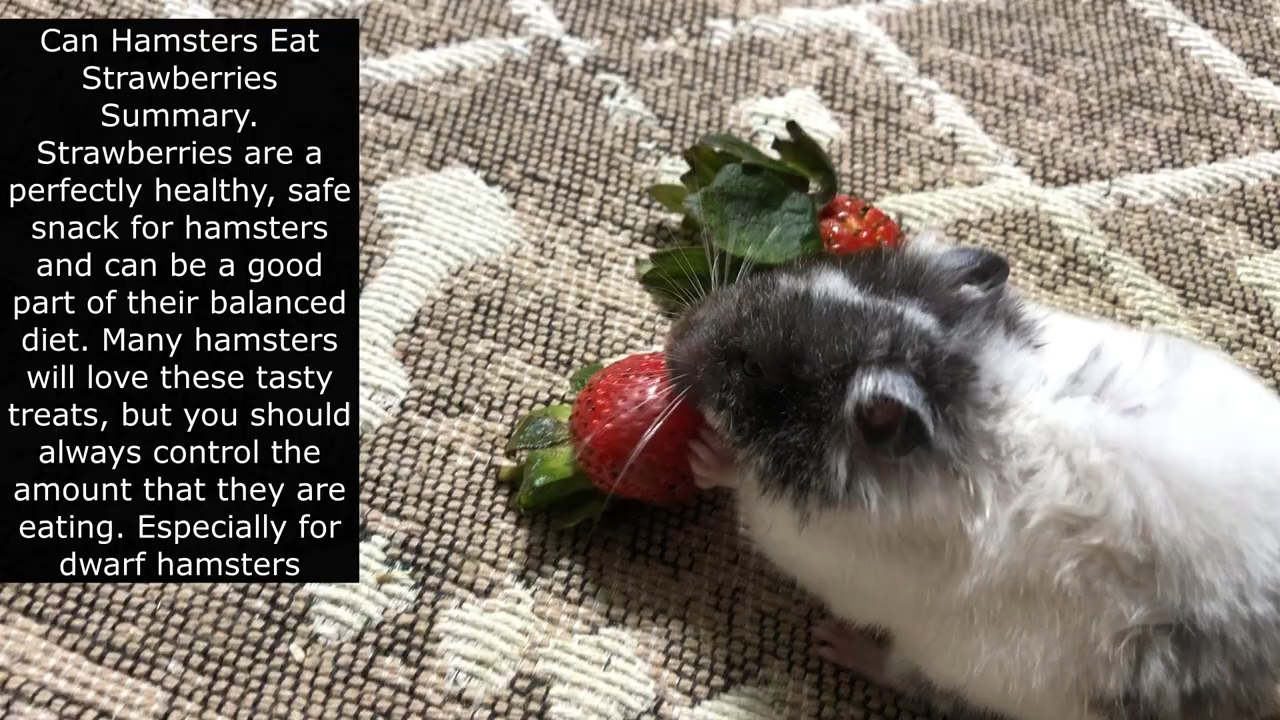 Can Hamsters Eat
Strawberries
Summary.
Strawberries are a
perfectly healthy, safe
snack for hamsters
and can be a good
part of their balanced
diet. Many hamsters
will love these tasty
treats, but you should
always control the
amount that they are
eating. Especially for
dwarf hamsters